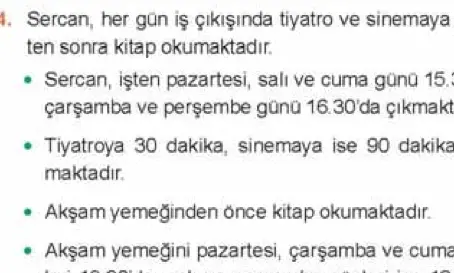 4. Sercan, her gün iş çıkışında tiyatro ve sinemaya
ten sonra kitap okumaktadır.
• Sercan, işten pazartesi, salı ve cuma günü 15.
çarşamba ve perşembe günü 16.30'da çıkmakt
• Tiyatroya 30 dakika, sinemaya ise 90 dakika
maktadır.
• Akşam yemeğinden önce kitap okumaktadır.
• Akşam yemeğini pazartesi, çarşamba ve cuma